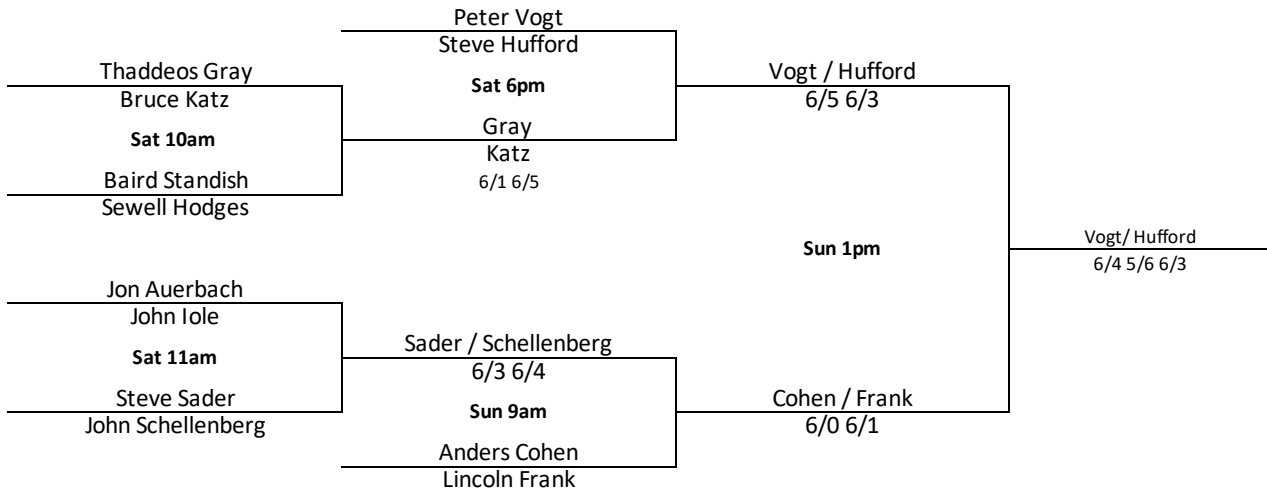 Peter Vogt
Steve Hufford
Sat 6pm
Thaddeos Gray
Bruce Katz
Sat 10am
Gray
Katz
6/1 6/5
Baird Standish
Sewell Hodges
Vogt / Hufford
6/5 6/3
Sun 1pm
Vogt/ Hufford
6/4 5/6 6/3
Jon Auerbach
John Iole
Sat 11am
Steve Sader
John Schellenberg
Sader / Schellenberg
6/3 6/4
Sun 9am
Anders Cohen
Lincoln Frank
Cohen / Frank
6/0 6/1